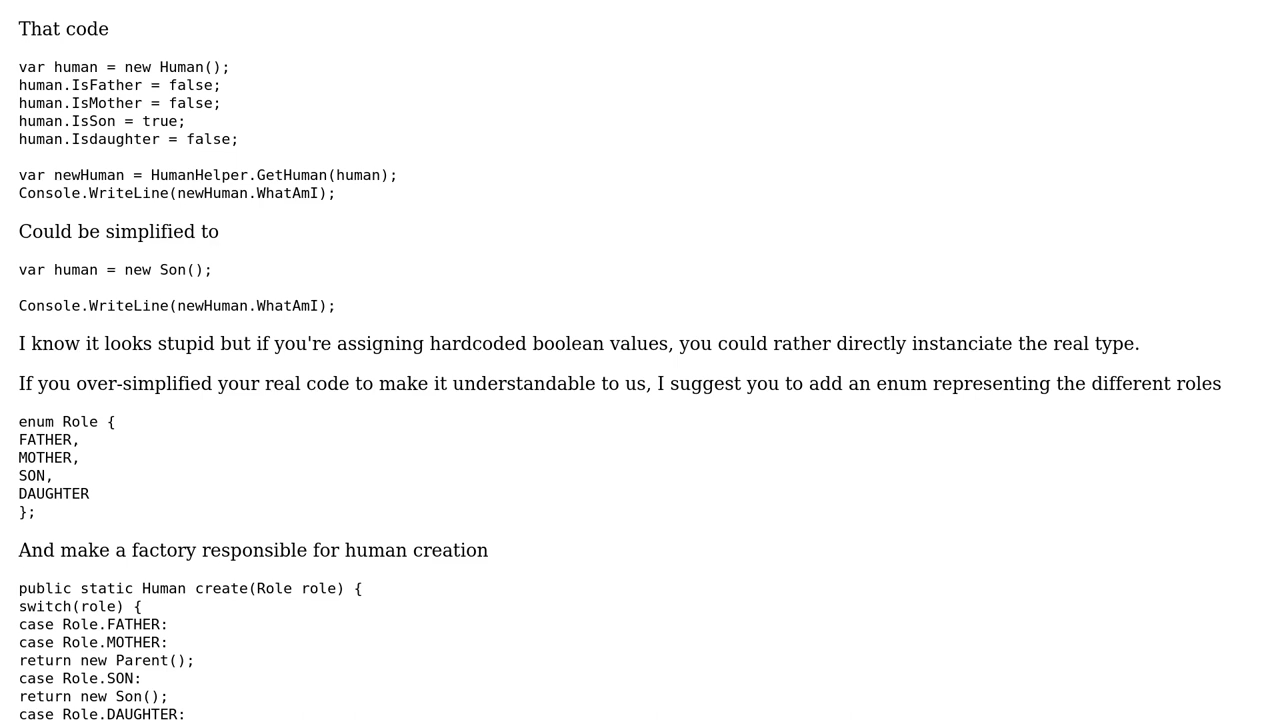 That code
var human = new Human();
human.IsFather = false;
human.IsMother = false;
human.IsSon = true;
human.Isdaughter = false;
var newHuman = HumanHelper.GetHuman(human);
Console.WriteLine(newHuman.WhatAmI);
Could be simplified to
var human = new Son();
Console.WriteLine(newHuman.WhatAmI);
I know it looks stupid but if you're assigning hardcoded boolean values, you could rather directly instanciate the real type.
If you over-simplified your real code to make it understandable to us, I suggest you to add an enum representing the different roles
enum Role {
FATHER,
MOTHER,
SON,
DAUGHTER
};
And make a factory responsible for human creation
public static Human create(Role role) {
switch(role) {
case Role.FATHER:
case Role.MOTHER:
return new Parent();
case Role.SON:
return new Son();
case Role.DAUGHTER: